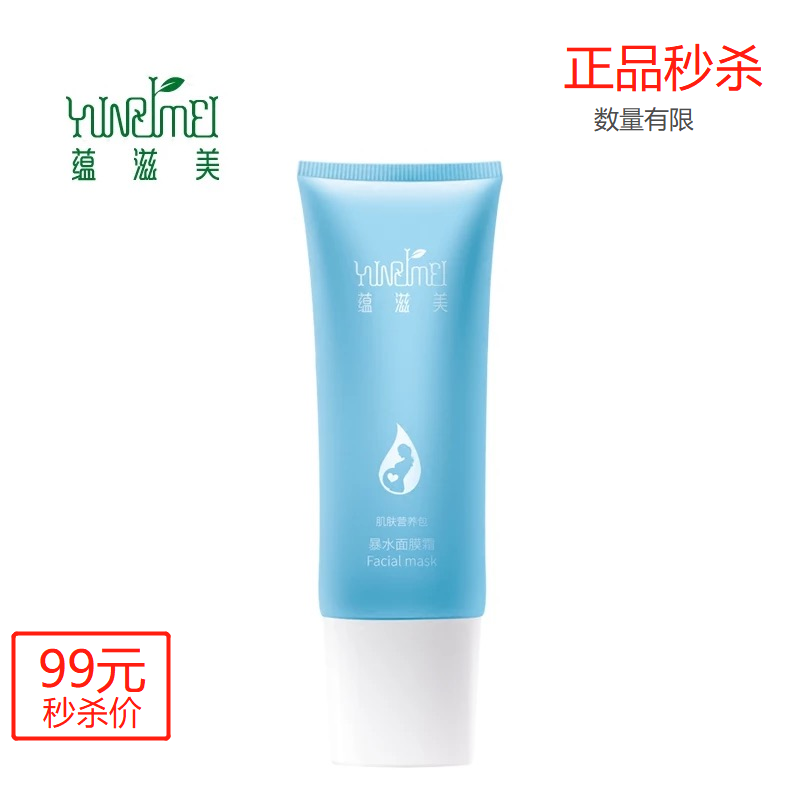 YUNZIMEI
蕴滋美
正品秒杀
数量有限
YUNZIMEI
蕴滋美
肌肤营养包
暴水面膜霜
Facial mask
99元
秒杀价